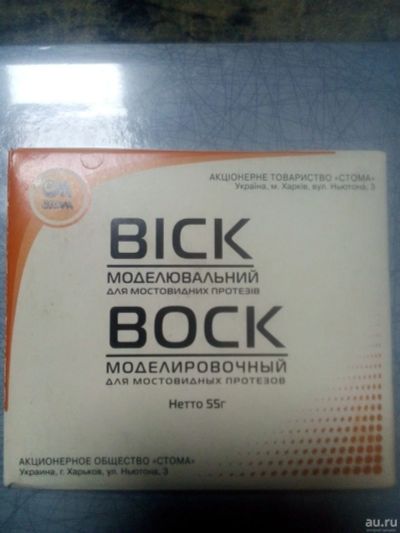 АКЦІОНЕРНЕ ТОВАРИСТВО «СТОМА»
Україна, м. Харків, вул. Ньютона, 3
ВІСК
МОДЕЛЮВАЛЬНИЙ
ДЛЯ МОСТОВИДНИХ ПРОТЕЗІВ
ВОСК
МОДЕЛИРОВОЧНЫЙ
ДЛЯ МОСТОВИДНЫХ ПРОТЕЗОВ
Нетто 55г
АКЦИОНЕРНОЕ ОБЩЕСТВО «СТОМА»
Украина, г. Харьков, ул. Ньютона, 3
au.ru